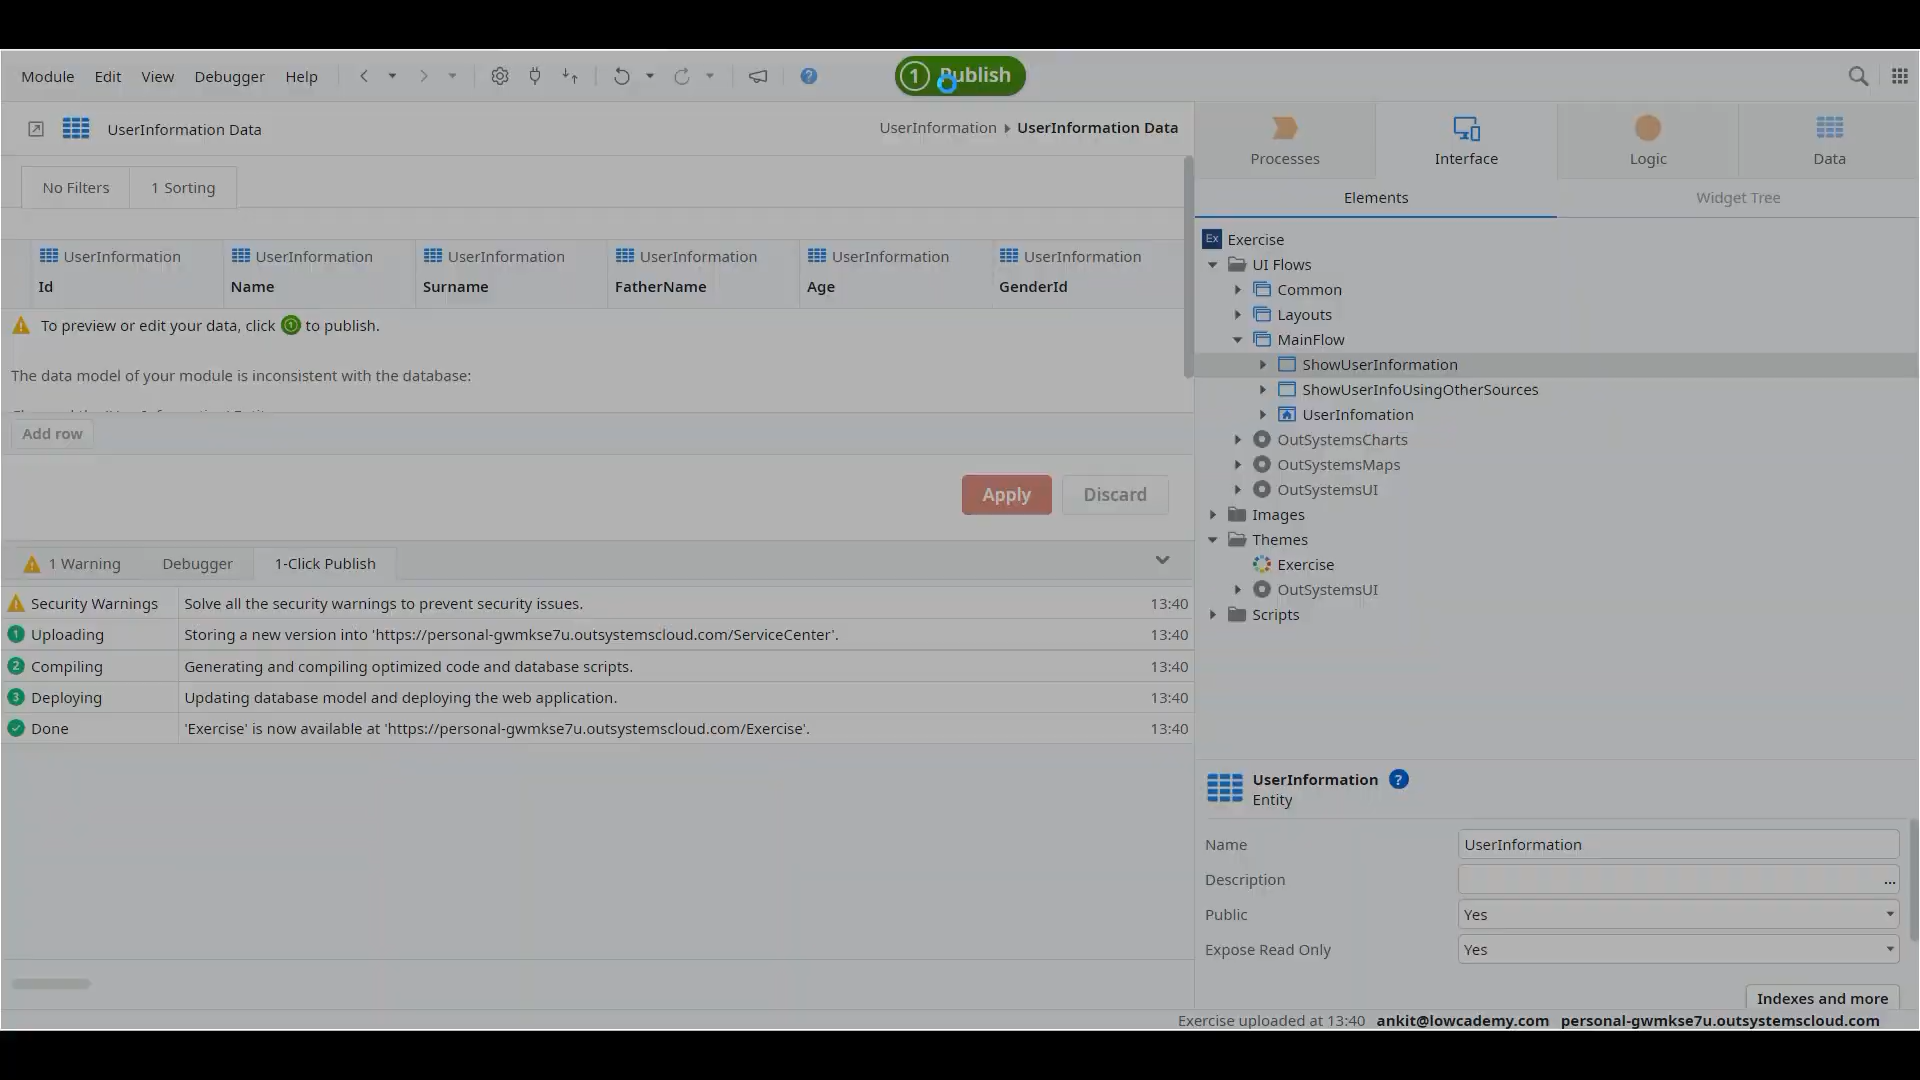 Module Edit View Debugger Help
1 Publish
UserInformation Data
UserInformation UserInformation Data
No Filters 1 Sorting
UserInformation UserInformation UserInformation UserInformation UserInformation UserInformation
Id Name Surname FatherName Age GenderId
To preview or edit your data, click 1 to publish.
The data model of your module is inconsistent with the database:
Add row
Apply Discard
1 Warning Debugger 1-Click Publish
Security Warnings Solve all the security warnings to prevent security issues. 13:40
1 Uploading Storing a new version into 'https://personal-gwmkse7u.outsystemscloud.com/ServiceCenter'. 13:40
2 Compiling Generating and compiling optimized code and database scripts. 13:40
3 Deploying Updating database model and deploying the web application. 13:40
Done 'Exercise' is now available at 'https://personal-gwmkse7u.outsystemscloud.com/Exercise'. 13:40
Processes Interface Logic Data
Elements Widget Tree
Ex Exercise
UI Flows
Common
Layouts
MainFlow
ShowUserInformation
ShowUserInfoUsingOtherSources
UserInfomation
OutSystemsCharts
OutSystemsMaps
OutSystemsUI
Images
Themes
Exercise
OutSystemsUI
Scripts
UserInformation ?
Entity
Name UserInformation
Description ...
Public Yes
Expose Read Only Yes
Indexes and more
Exercise uploaded at 13:40 ankit@lowcademy.com personal-gwmkse7u.outsystemscloud.com